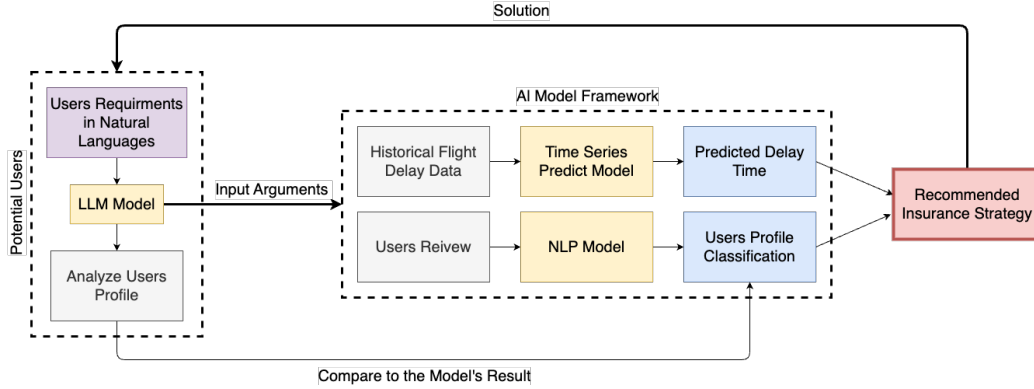 Solution
Users Requirments
in Natural
Languages
LLM Model
Analyze Users
Profile
Potential Users
Input Arguments
AI Model Framework
Historical Flight
Delay Data
Time Series
Predict Model
Predicted Delay
Time
Users Reivew
NLP Model
Users Profile
Classification
Recommended
Insurance Strategy
Compare to the Model's Result